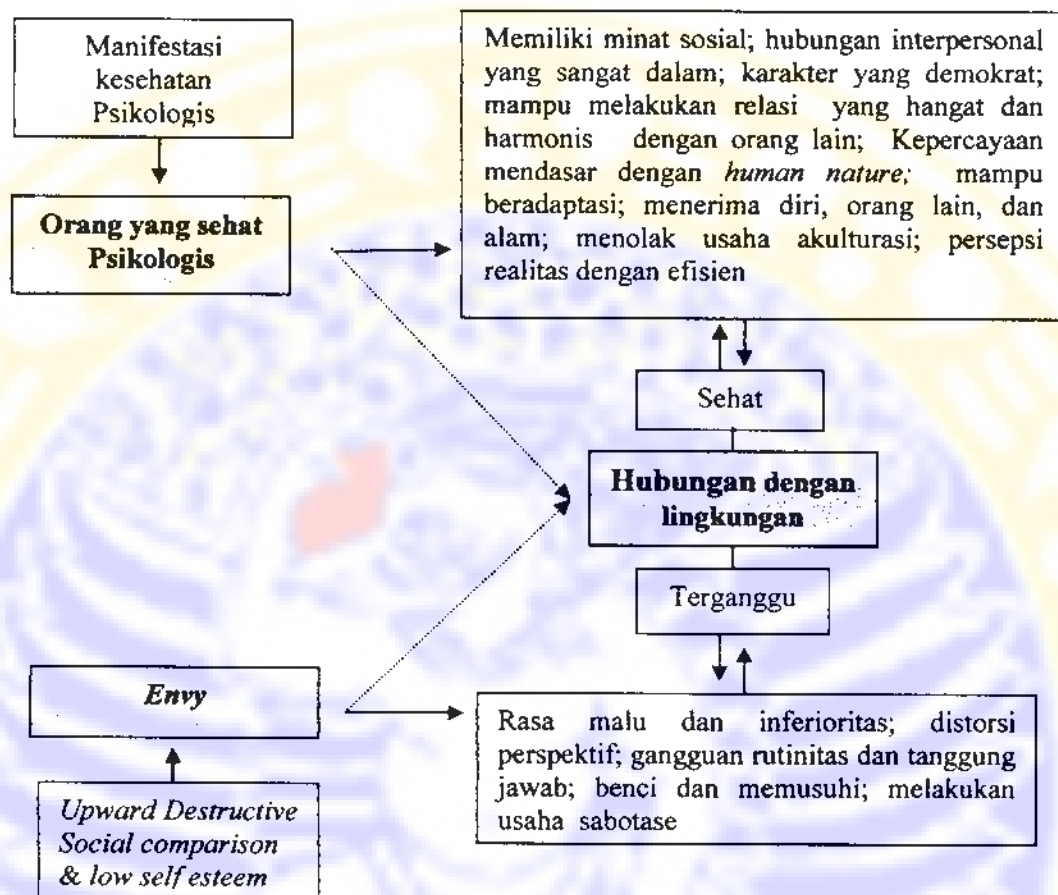 Manifestasi
kesehatan
Psikologis
Orang yang sehat
Psikologis
Memiliki minat sosial; hubungan interpersonal
yang sangat dalam; karakter yang demokrat;
mampu melakukan relasi yang hangat dan
harmonis dengan orang lain; Kepercayaan
mendasar dengan human nature; mampu
beradaptasi; menerima diri, orang lain, dan
alam; menolak usaha akulturasi; persepsi
realitas dengan efisien
Sehat
Hubungan dengan
lingkungan
Terganggu
Envy
Rasa malu dan inferioritas; distorsi
perspektif; gangguan rutinitas dan tanggung
jawab; benci dan memusuhi; melakukan
usaha sabotase
Upward Destructive
Social comparison
& low self esteem